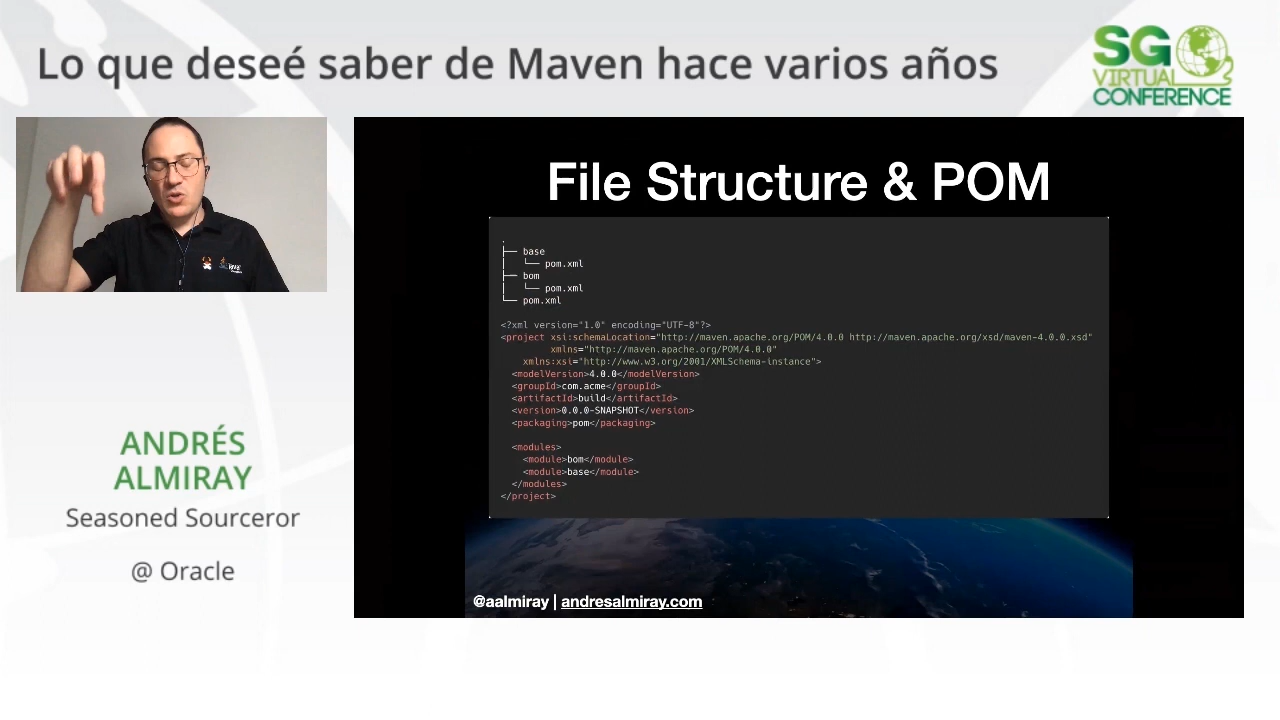 Lo que deseé saber de Maven hace varios años
SG
VIRTUAL
CONFERENCE
File Structure & POM
.
├── base
│   └── pom.xml
├── bom
│   └── pom.xml
└── pom.xml
<?xml version="1.0" encoding="UTF-8"?>
<project xsi:schemaLocation="http://maven.apache.org/POM/4.0.0 http://maven.apache.org/xsd/maven-4.0.0.xsd"
         xmlns="http://maven.apache.org/POM/4.0.0"
    xmlns:xsi="http://www.w3.org/2001/XMLSchema-instance">
  <modelVersion>4.0.0</modelVersion>
  <groupId>com.acme</groupId>
  <artifactId>build</artifactId>
  <version>0.0.0-SNAPSHOT</version>
  <packaging>pom</packaging>
  <modules>
    <module>bom</module>
    <module>base</module>
  </modules>
</project>
@aalmiray | andresalmiray.com
ANDRÉS
ALMIRAY
Seasoned Sourceror
@ Oracle